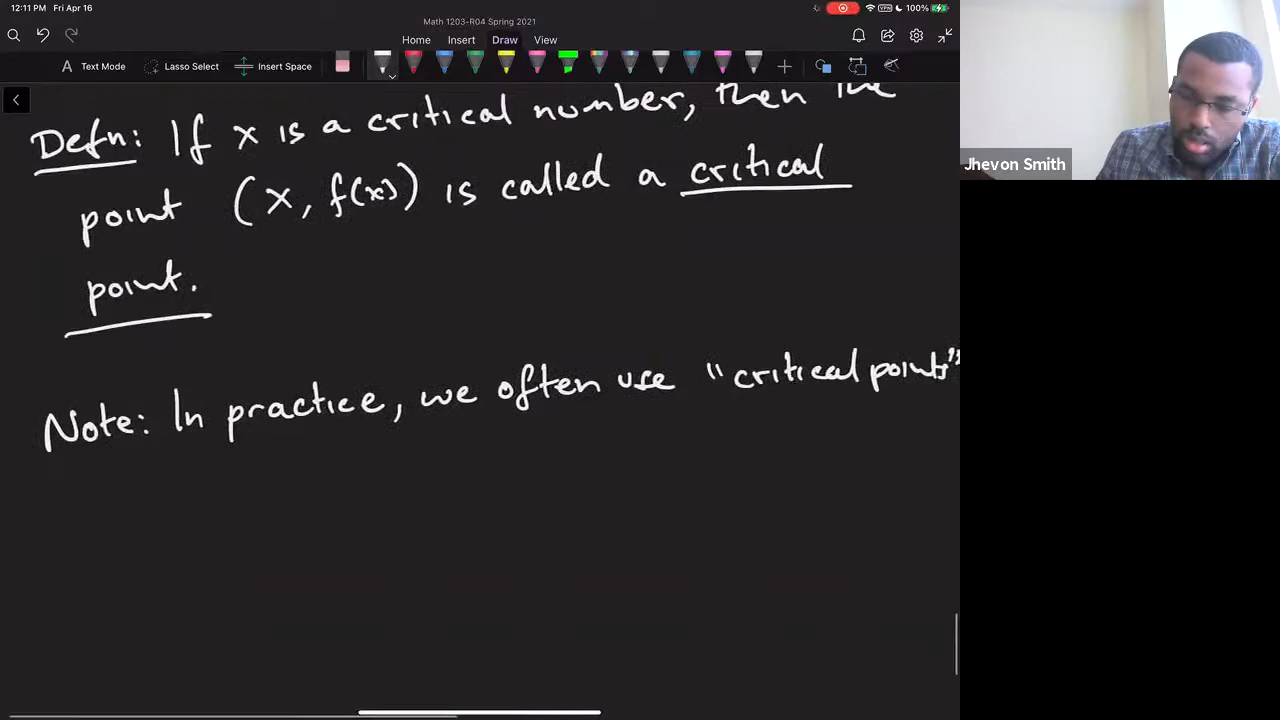 12:11 PM Fri Apr 16
VPN 100%
Math 1203-R04 Spring 2021
Home Insert Draw View
Text Mode Lasso Select Insert Space
Defn: If x is a critical number, then the
point (x, f(x)) is called a critical
point.
Note: In practice, we often use "critical points"
Jhevon Smith